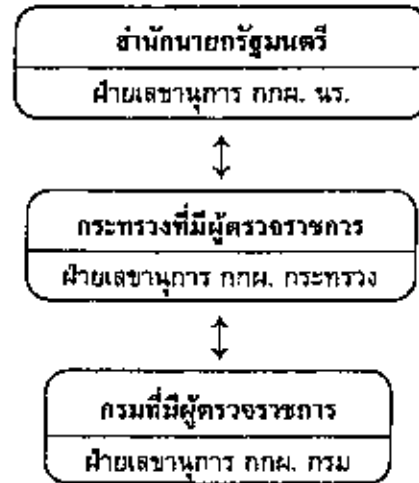 สำนักนายกรัฐมนตรี
ฝ่ายเลขานุการ กกผ. นร.
กระทรวงที่มีผู้ตรวจราชการ
ฝ่ายเลขานุการ กกผ. กระทรวง
กรมที่มีผู้ตรวจราชการ
ฝ่ายเลขานุการ กกผ. กรม